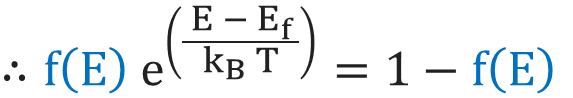 ∴ f(E) e^((E − E_f)/(k_B T)) = 1 − f(E)